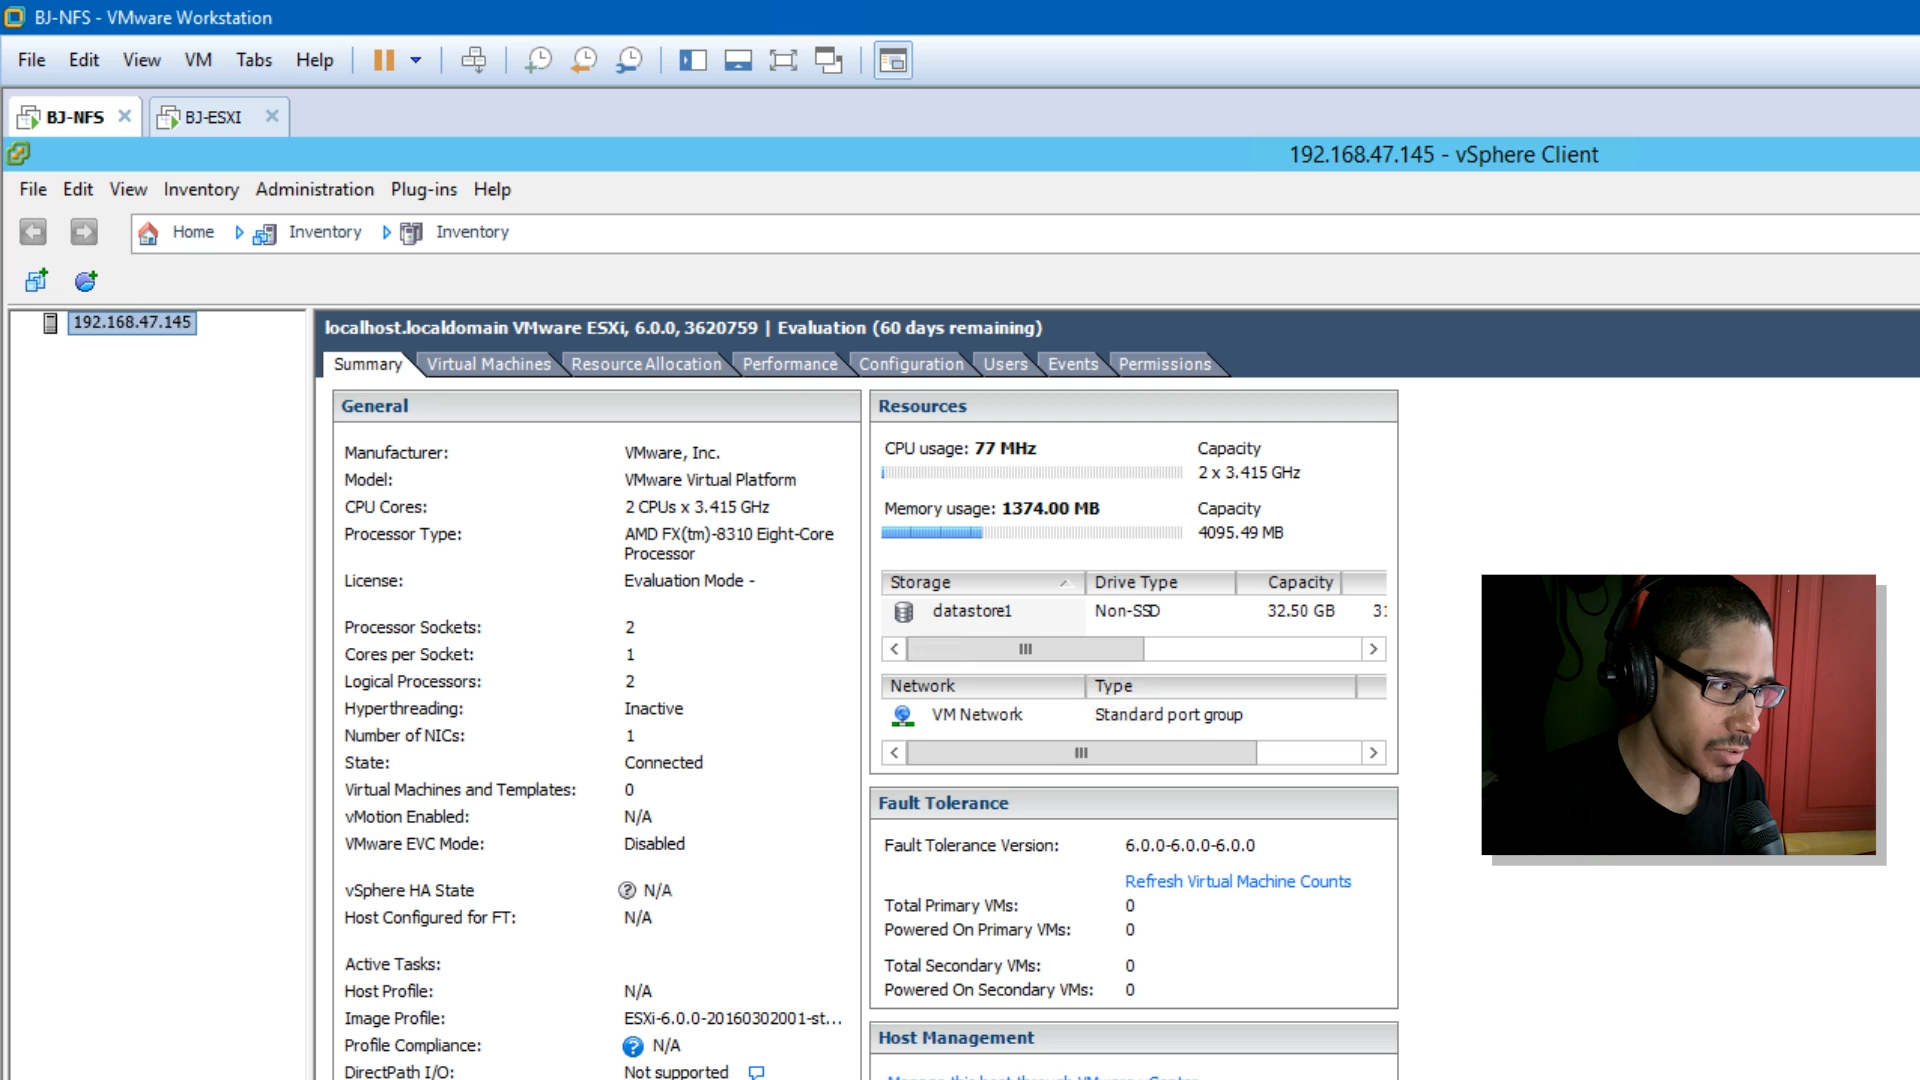 BJ-NFS - VMware Workstation
File Edit View VM Tabs Help
BJ-NFS BJ-ESXI
192.168.47.145 - vSphere Client
File Edit View Inventory Administration Plug-ins Help
Home Inventory Inventory
192.168.47.145
localhost.localdomain VMware ESXi, 6.0.0, 3620759 | Evaluation (60 days remaining)
Summary Virtual Machines Resource Allocation Performance Configuration Users Events Permissions
General
Manufacturer: VMware, Inc.
Model: VMware Virtual Platform
CPU Cores: 2 CPUs x 3.415 GHz
Processor Type: AMD FX(tm)-8310 Eight-Core
Processor
License: Evaluation Mode -
Processor Sockets: 2
Cores per Socket: 1
Logical Processors: 2
Hyperthreading: Inactive
Number of NICs: 1
State: Connected
Virtual Machines and Templates: 0
vMotion Enabled: N/A
VMware EVC Mode: Disabled
vSphere HA State N/A
Host Configured for FT: N/A
Active Tasks:
Host Profile: N/A
Image Profile: ESXi-6.0.0-20160302001-st...
Profile Compliance: N/A
DirectPath I/O: Not supported
Resources
CPU usage: 77 MHz Capacity
2 x 3.415 GHz
Memory usage: 1374.00 MB Capacity
4095.49 MB
Storage Drive Type Capacity
datastore1 Non-SSD 32.50 GB
Network Type
VM Network Standard port group
Fault Tolerance
Fault Tolerance Version: 6.0.0-6.0.0-6.0.0
Refresh Virtual Machine Counts
Total Primary VMs: 0
Powered On Primary VMs: 0
Total Secondary VMs: 0
Powered On Secondary VMs: 0
Host Management